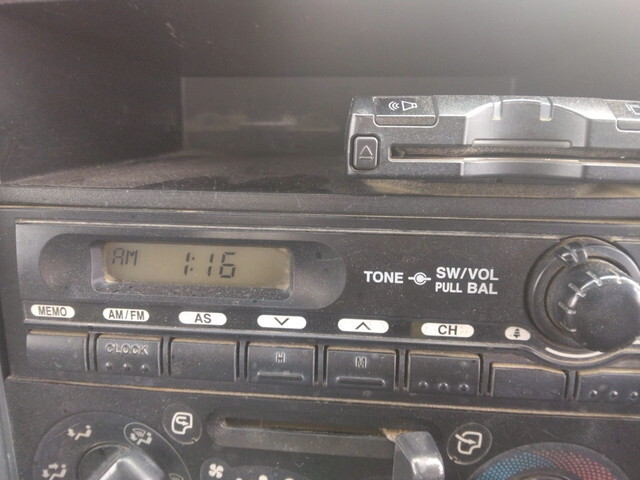 AM 1:16
TONE SW/VOL
PULL BAL
MEMO AM/FM AS CH
CLOCK H M